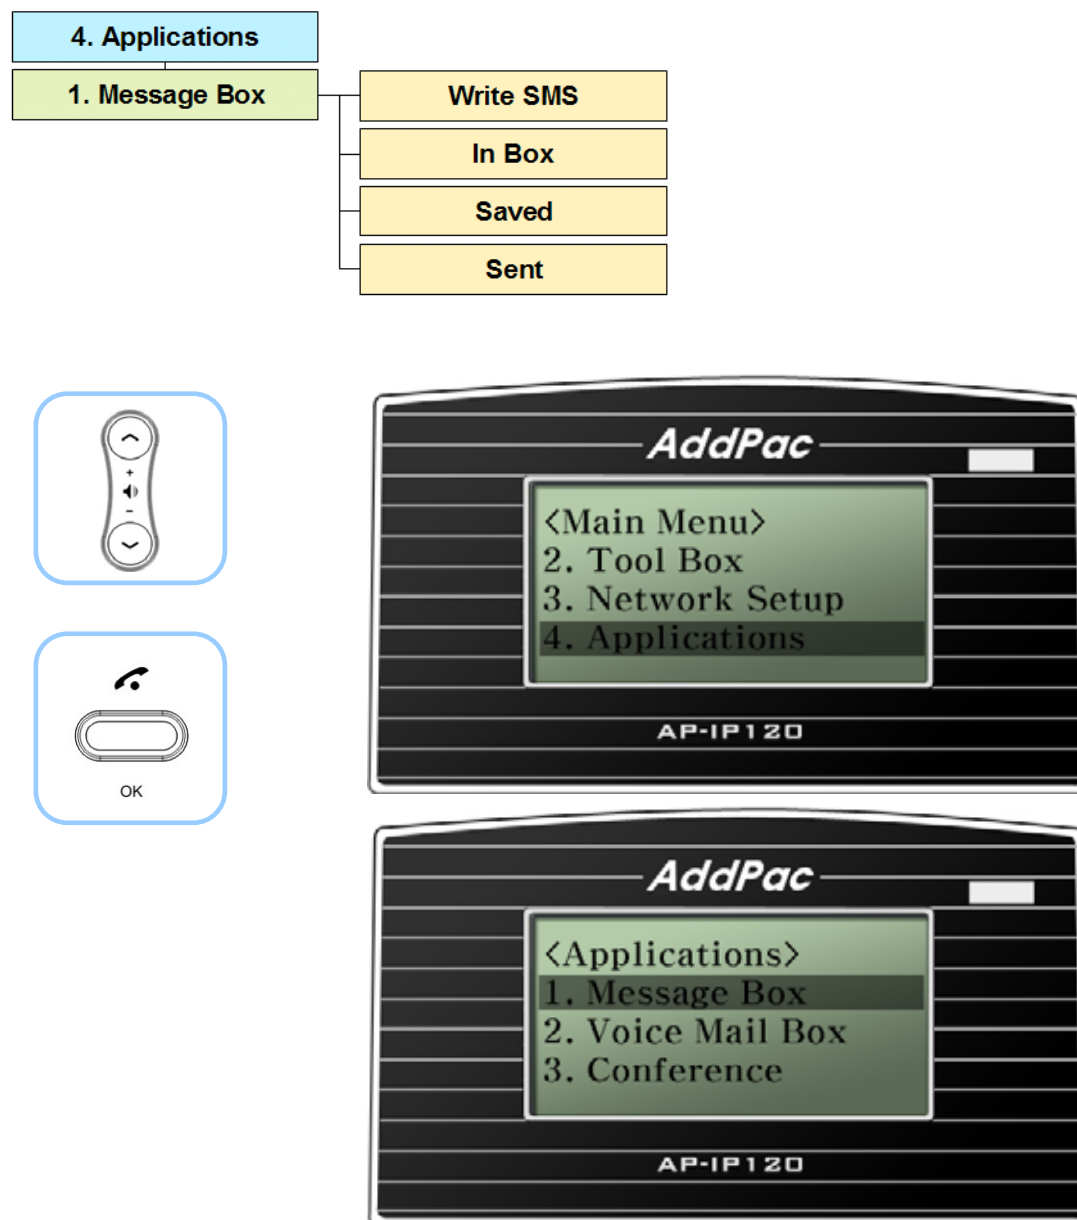 4. Applications
1. Message Box
Write SMS
In Box
Saved
Sent
+
-
OK
AddPac
<Main Menu>
2. Tool Box
3. Network Setup
4. Applications
AP-IP120
AddPac
<Applications>
1. Message Box
2. Voice Mail Box
3. Conference
AP-IP120